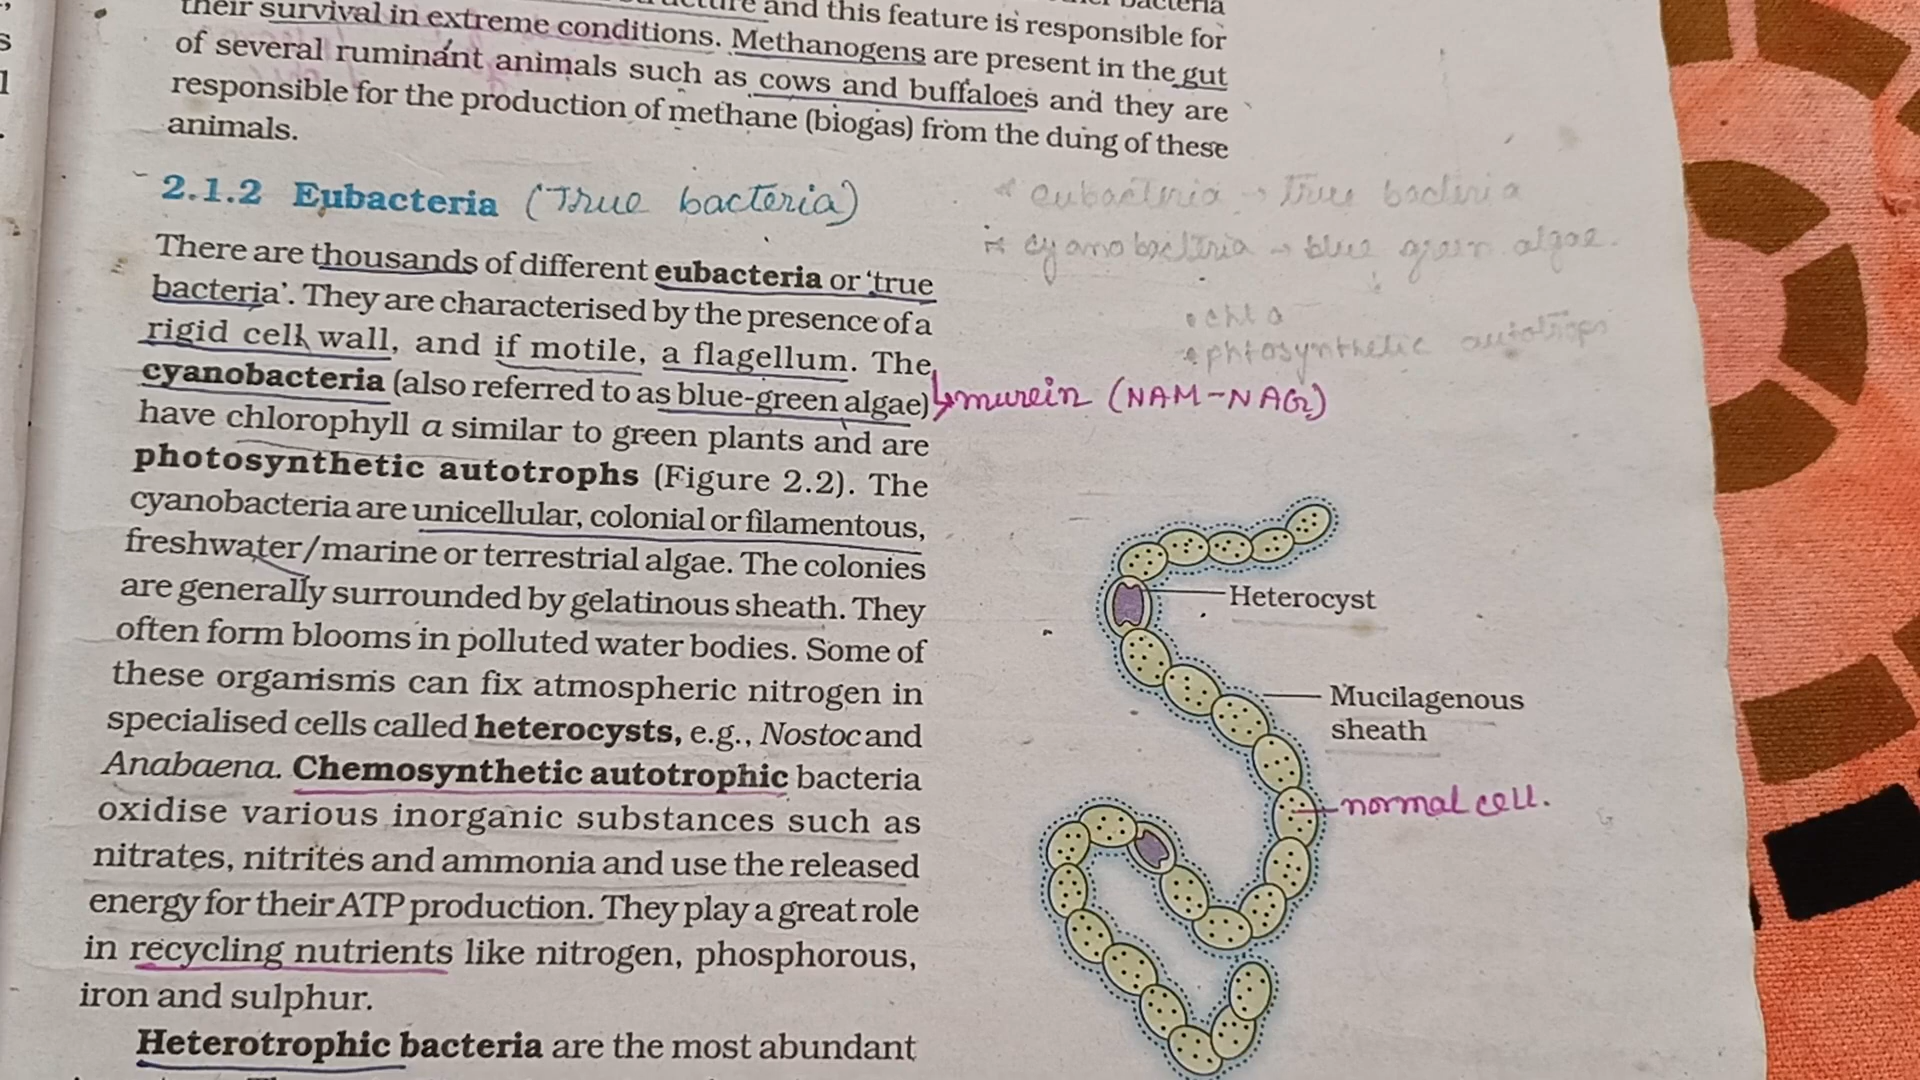 bacteria
and this feature is responsible for
their survival in extreme conditions. Methanogens are present in the gut
of several ruminant animals such as cows and buffaloes and they are
responsible for the production of methane (biogas) from the dung of these
animals.
2.1.2 Eubacteria (True bacteria)
* eubacteria → true bacteria
* cyanobacteria → blue green algae.
There are thousands of different eubacteria or ‘true
bacteria’. They are characterised by the presence of a
rigid cell wall, and if motile, a flagellum. The
cyanobacteria (also referred to as blue-green algae)
have chlorophyll a similar to green plants and are
photosynthetic autotrophs (Figure 2.2). The
cyanobacteria are unicellular, colonial or filamentous,
freshwater/marine or terrestrial algae. The colonies
are generally surrounded by gelatinous sheath. They
often form blooms in polluted water bodies. Some of
these organisms can fix atmospheric nitrogen in
specialised cells called heterocysts, e.g., Nostoc and
Anabaena. Chemosynthetic autotrophic bacteria
oxidise various inorganic substances such as
nitrates, nitrites and ammonia and use the released
energy for their ATP production. They play a great role
in recycling nutrients like nitrogen, phosphorous,
iron and sulphur.
Heterotrophic bacteria are the most abundant
• chl a
• phtosynthetic
↳ murein (NAM-NAG)
Heterocyst
Mucilagenous
sheath
normal cell.